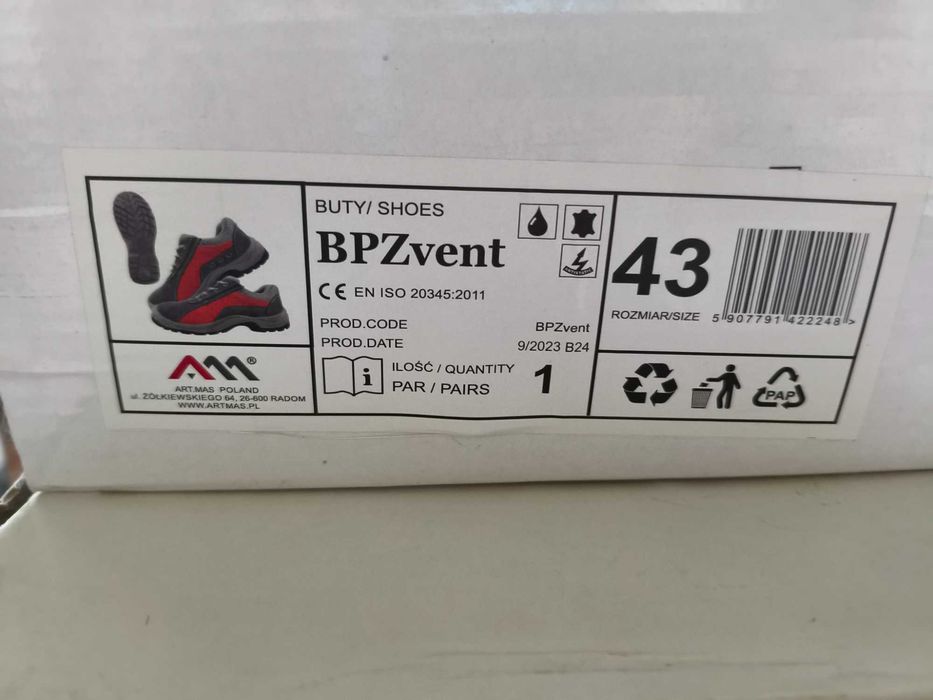 BUTY/ SHOES
BPZvent
CE EN ISO 20345:2011
PROD.CODE BPZvent
PROD.DATE 9/2023 B24
i
ILOŚĆ / QUANTITY
PAR / PAIRS
1
43
ROZMIAR/SIZE
5 907791 422248 >
AM®
ART.MAS POLAND
ul. ŻÓŁKIEWSKIEGO 64, 26-600 RADOM
WWW.ARTMAS.PL
PAP